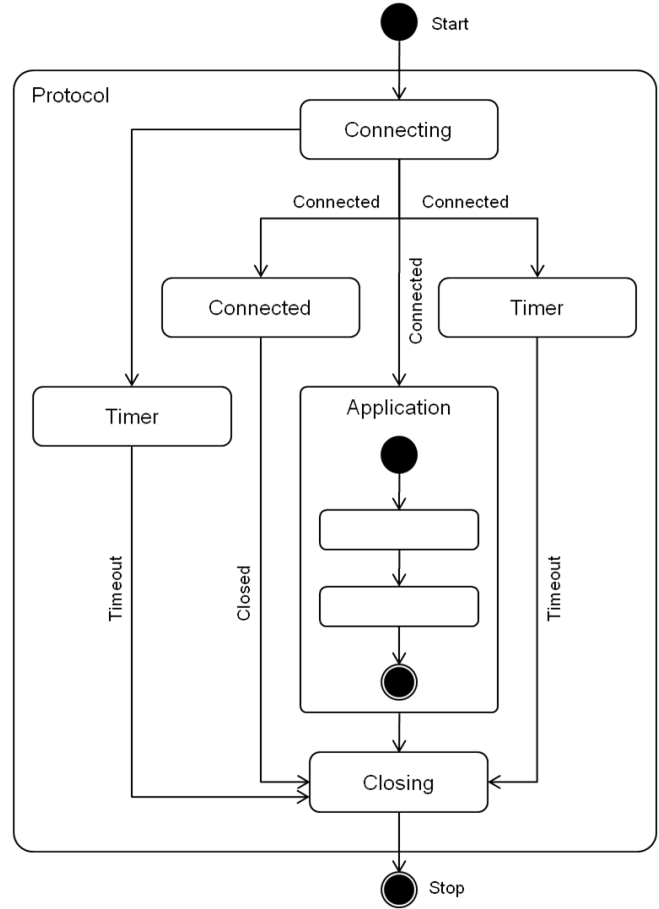 Start
Protocol
Connecting
Connected
Connected
Connected
Connected
Timer
Timer
Application
Timeout
Closed
Timeout
Closing
Stop